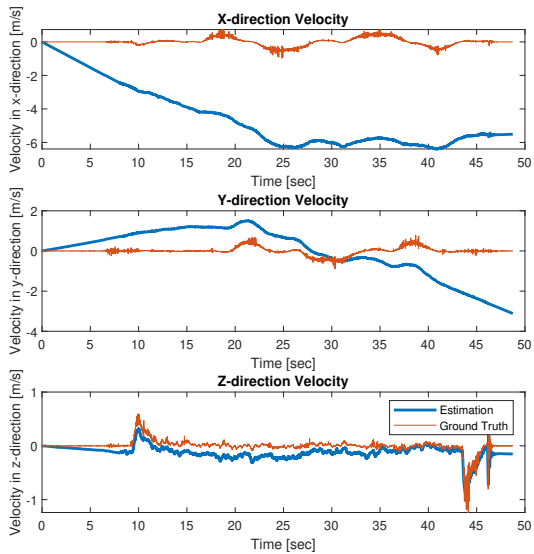 X-direction Velocity
Velocity in x-direction [m/s]
0
-2
-4
-6
0 5 10 15 20 25 30 35 40 45 50
Time [sec]
Y-direction Velocity
Velocity in y-direction [m/s]
2
0
-2
-4
0 5 10 15 20 25 30 35 40 45 50
Time [sec]
Z-direction Velocity
Velocity in z-direction [m/s]
1
0
-1
Estimation
Ground Truth
0 5 10 15 20 25 30 35 40 45 50
Time [sec]